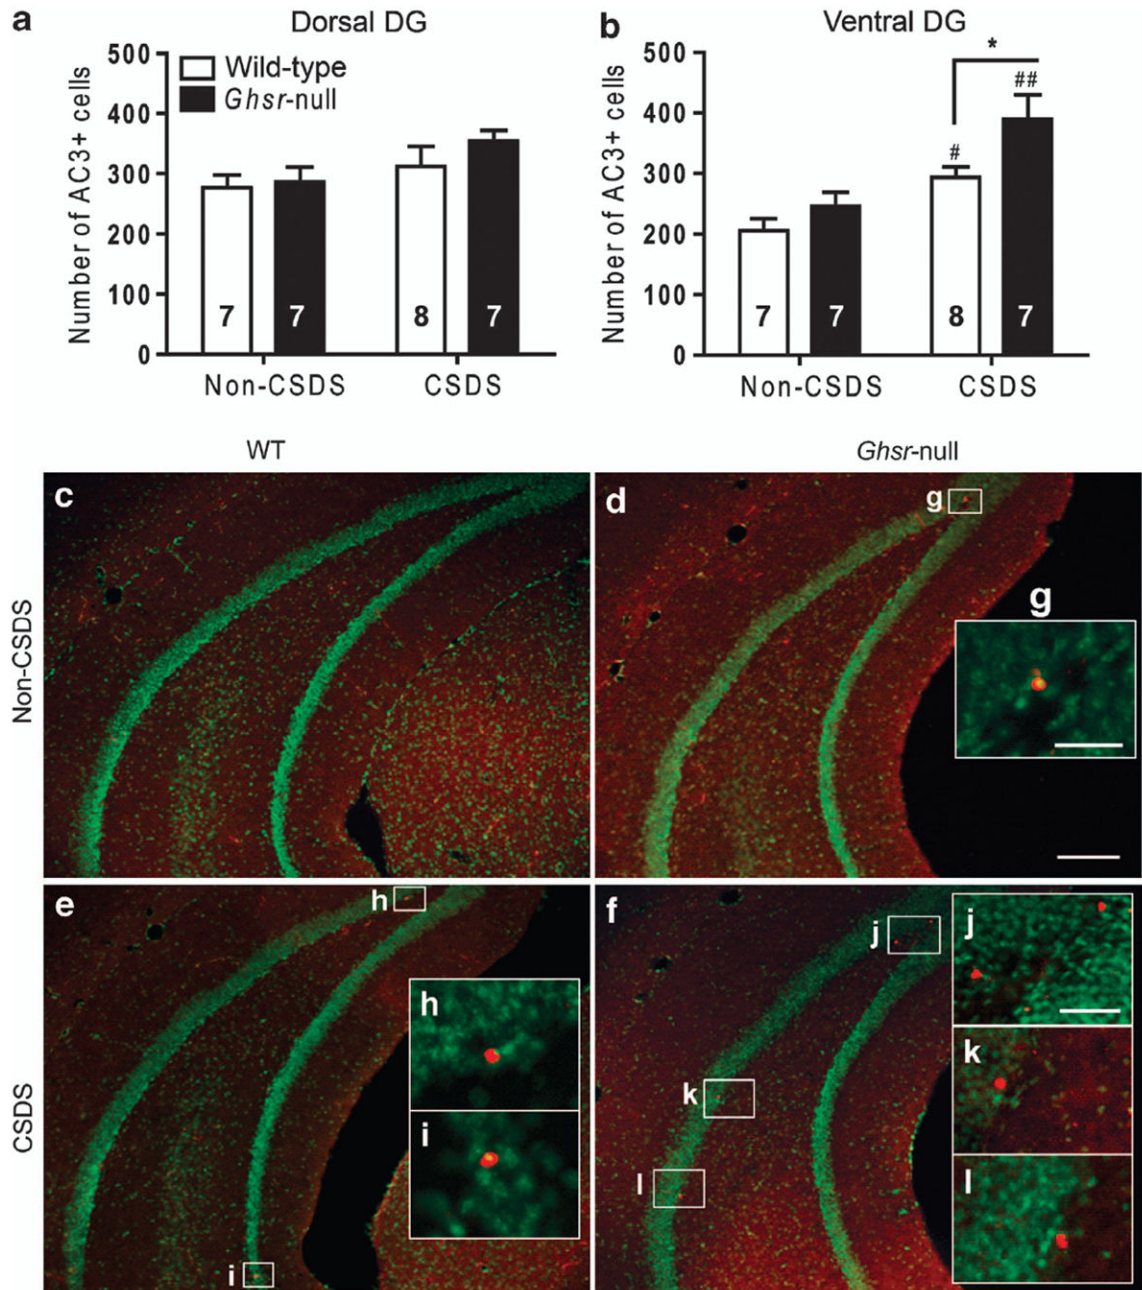 a
Dorsal DG
Number of AC3+ cells
500
400
300
200
100
0
Wild-type
Ghsr-null
7
7
8
7
Non-CSDS
CSDS
b
Ventral DG
Number of AC3+ cells
500
400
300
200
100
0
*
#
##
7
7
8
7
Non-CSDS
CSDS
WT
Ghsr-null
Non-CSDS
c
d
g
g
CSDS
e
h
h
i
i
f
j
j
k
k
l
l